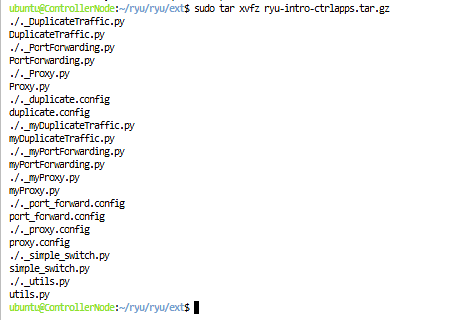 ubuntu@ControllerNode:~/ryu/ryu/ext$ sudo tar xvfz ryu-intro-ctrlapps.tar.gz
./._DuplicateTraffic.py
DuplicateTraffic.py
./._PortForwarding.py
PortForwarding.py
./._Proxy.py
Proxy.py
./._duplicate.config
duplicate.config
./._myDuplicateTraffic.py
myDuplicateTraffic.py
./._myPortForwarding.py
myPortForwarding.py
./._myProxy.py
myProxy.py
./._port_forward.config
port_forward.config
./._proxy.config
proxy.config
./._simple_switch.py
simple_switch.py
./._utils.py
utils.py
ubuntu@ControllerNode:~/ryu/ryu/ext$